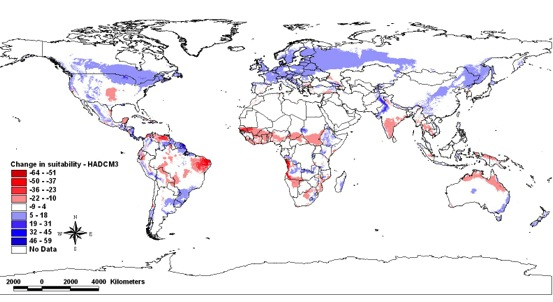 Change in suitability - HADCM3
-64 - -51
-50 - -37
-36 - -23
-22 - -10
-9 - 4
5 - 18
19 - 31
32 - 45
46 - 59
No Data
N
W E
S
2000 0 2000 4000 Kilometers